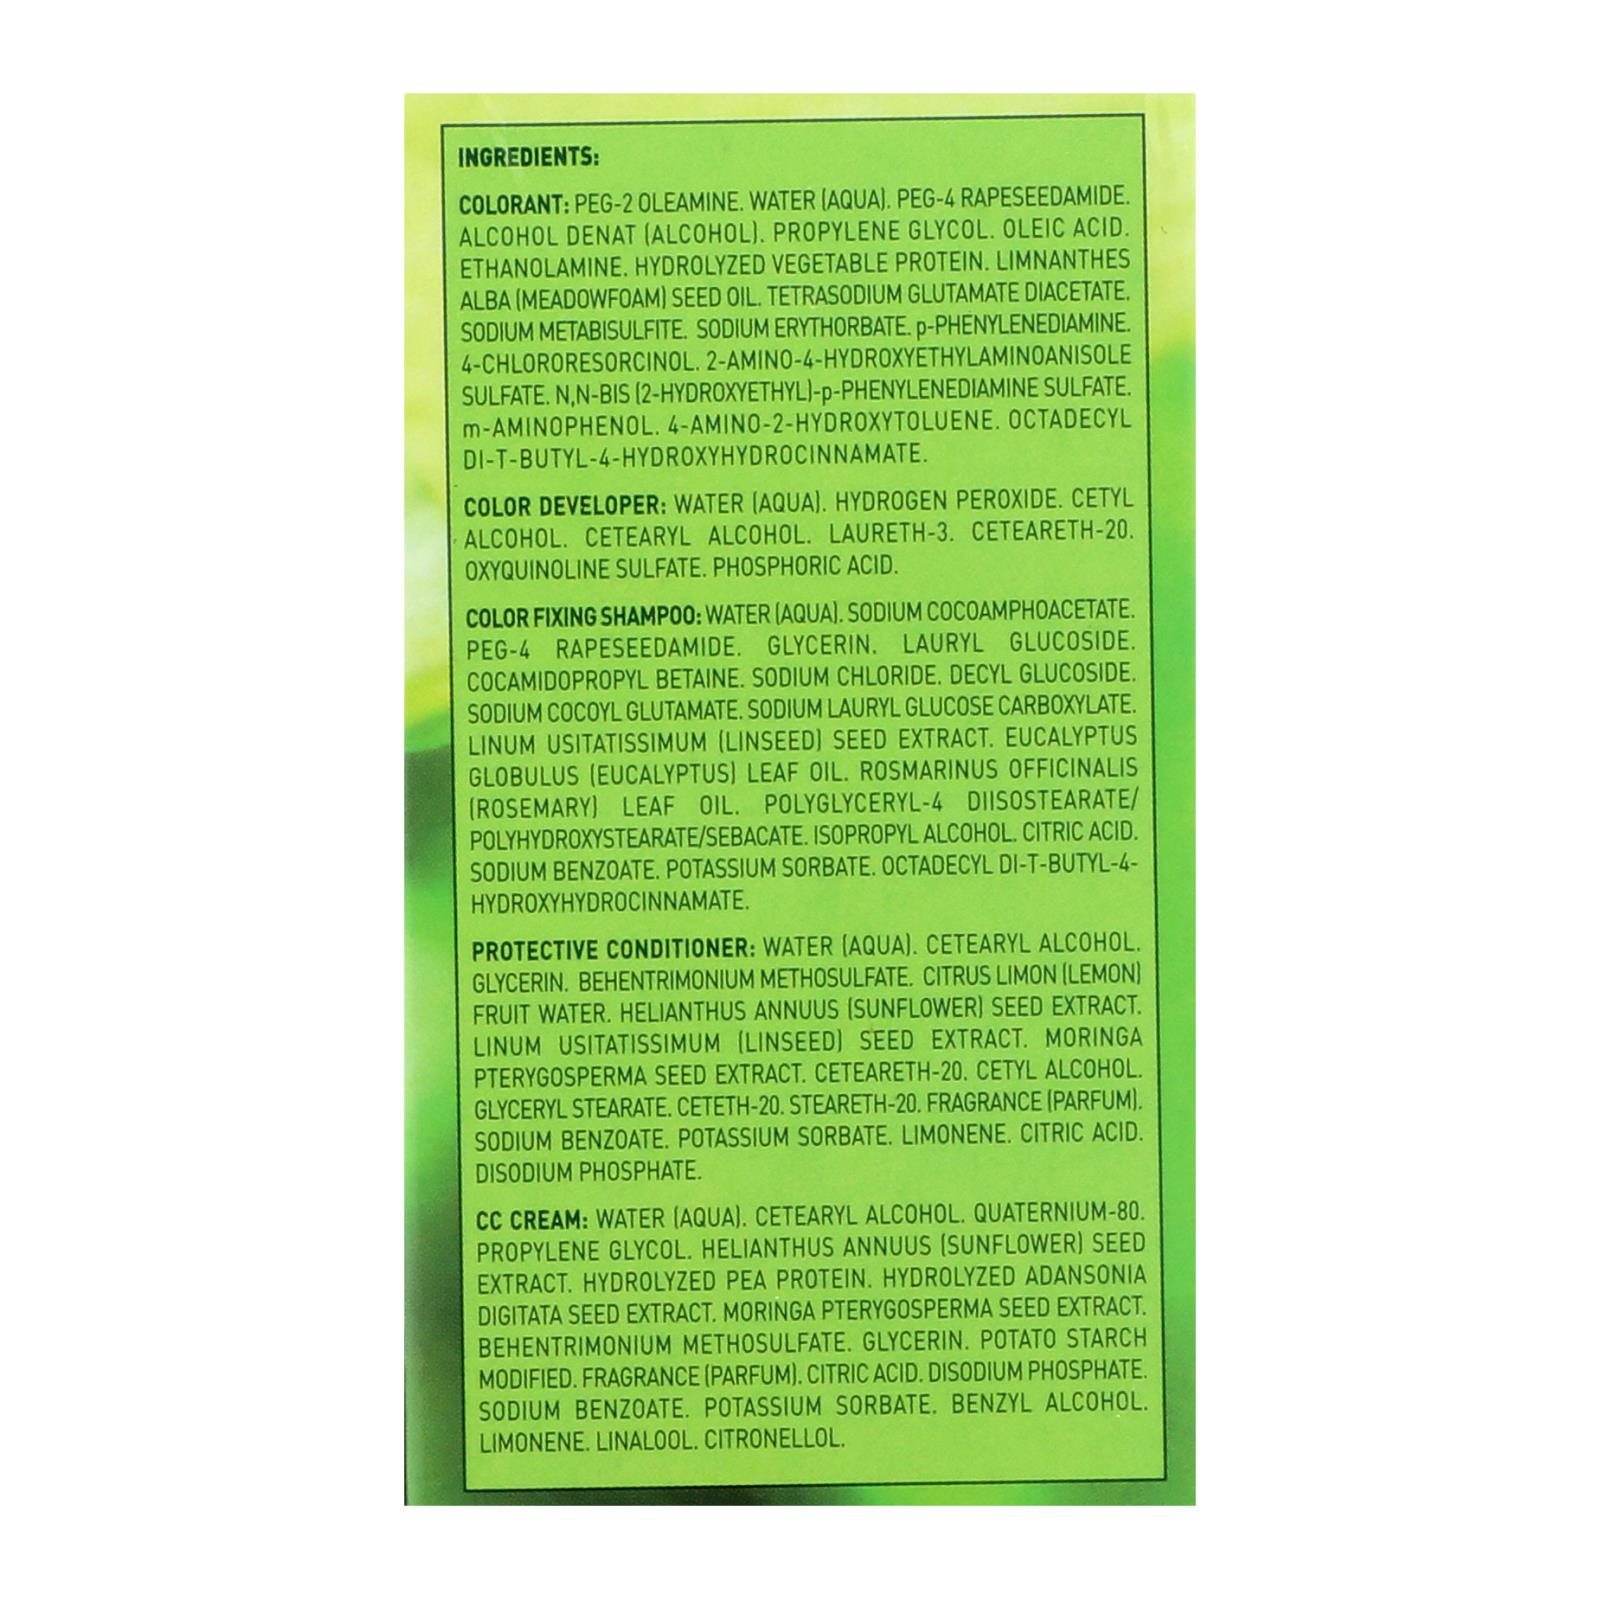 INGREDIENTS:
COLORANT: PEG-2 OLEAMINE. WATER (AQUA). PEG-4 RAPESEEDAMIDE.
ALCOHOL DENAT (ALCOHOL). PROPYLENE GLYCOL. OLEIC ACID.
ETHANOLAMINE. HYDROLYZED VEGETABLE PROTEIN. LIMNANTHES
ALBA (MEADOWFOAM) SEED OIL. TETRASODIUM GLUTAMATE DIACETATE.
SODIUM METABISULFITE. SODIUM ERYTHORBATE. p-PHENYLENEDIAMINE.
4-CHLORORESORCINOL. 2-AMINO-4-HYDROXYETHYLAMINOANISOLE
SULFATE. N,N-BIS (2-HYDROXYETHYL)-p-PHENYLENEDIAMINE SULFATE.
m-AMINOPHENOL. 4-AMINO-2-HYDROXYTOLUENE. OCTADECYL
DI-T-BUTYL-4-HYDROXYHYDROCINNAMATE.
COLOR DEVELOPER: WATER (AQUA). HYDROGEN PEROXIDE. CETYL
ALCOHOL. CETEARYL ALCOHOL. LAURETH-3. CETEARETH-20.
OXYQUINOLINE SULFATE. PHOSPHORIC ACID.
COLOR FIXING SHAMPOO: WATER (AQUA). SODIUM COCOAMPHOACETATE.
PEG-4 RAPESEEDAMIDE. GLYCERIN. LAURYL GLUCOSIDE.
COCAMIDOPROPYL BETAINE. SODIUM CHLORIDE. DECYL GLUCOSIDE.
SODIUM COCOYL GLUTAMATE. SODIUM LAURYL GLUCOSE CARBOXYLATE.
LINUM USITATISSIMUM (LINSEED) SEED EXTRACT. EUCALYPTUS
GLOBULUS (EUCALYPTUS) LEAF OIL. ROSMARINUS OFFICINALIS
(ROSEMARY) LEAF OIL. POLYGLYCERYL-4 DIISOSTEARATE/
POLYHYDROXYSTEARATE/SEBACATE. ISOPROPYL ALCOHOL. CITRIC ACID.
SODIUM BENZOATE. POTASSIUM SORBATE. OCTADECYL DI-T-BUTYL-4-
HYDROXYHYDROCINNAMATE.
PROTECTIVE CONDITIONER: WATER (AQUA). CETEARYL ALCOHOL.
GLYCERIN. BEHENTRIMONIUM METHOSULFATE. CITRUS LIMON (LEMON)
FRUIT WATER. HELIANTHUS ANNUUS (SUNFLOWER) SEED EXTRACT.
LINUM USITATISSIMUM (LINSEED) SEED EXTRACT. MORINGA
PTERYGOSPERMA SEED EXTRACT. CETEARETH-20. CETYL ALCOHOL.
GLYCERYL STEARATE. CETETH-20. STEARETH-20. FRAGRANCE (PARFUM).
SODIUM BENZOATE. POTASSIUM SORBATE. LIMONENE. CITRIC ACID.
DISODIUM PHOSPHATE.
CC CREAM: WATER (AQUA). CETEARYL ALCOHOL. QUATERNIUM-80.
PROPYLENE GLYCOL. HELIANTHUS ANNUUS (SUNFLOWER) SEED
EXTRACT. HYDROLYZED PEA PROTEIN. HYDROLYZED ADANSONIA
DIGITATA SEED EXTRACT. MORINGA PTERYGOSPERMA SEED EXTRACT.
BEHENTRIMONIUM METHOSULFATE. GLYCERIN. POTATO STARCH
MODIFIED. FRAGRANCE (PARFUM). CITRIC ACID. DISODIUM PHOSPHATE.
SODIUM BENZOATE. POTASSIUM SORBATE. BENZYL ALCOHOL.
LIMONENE. LINALOOL. CITRONELLOL.